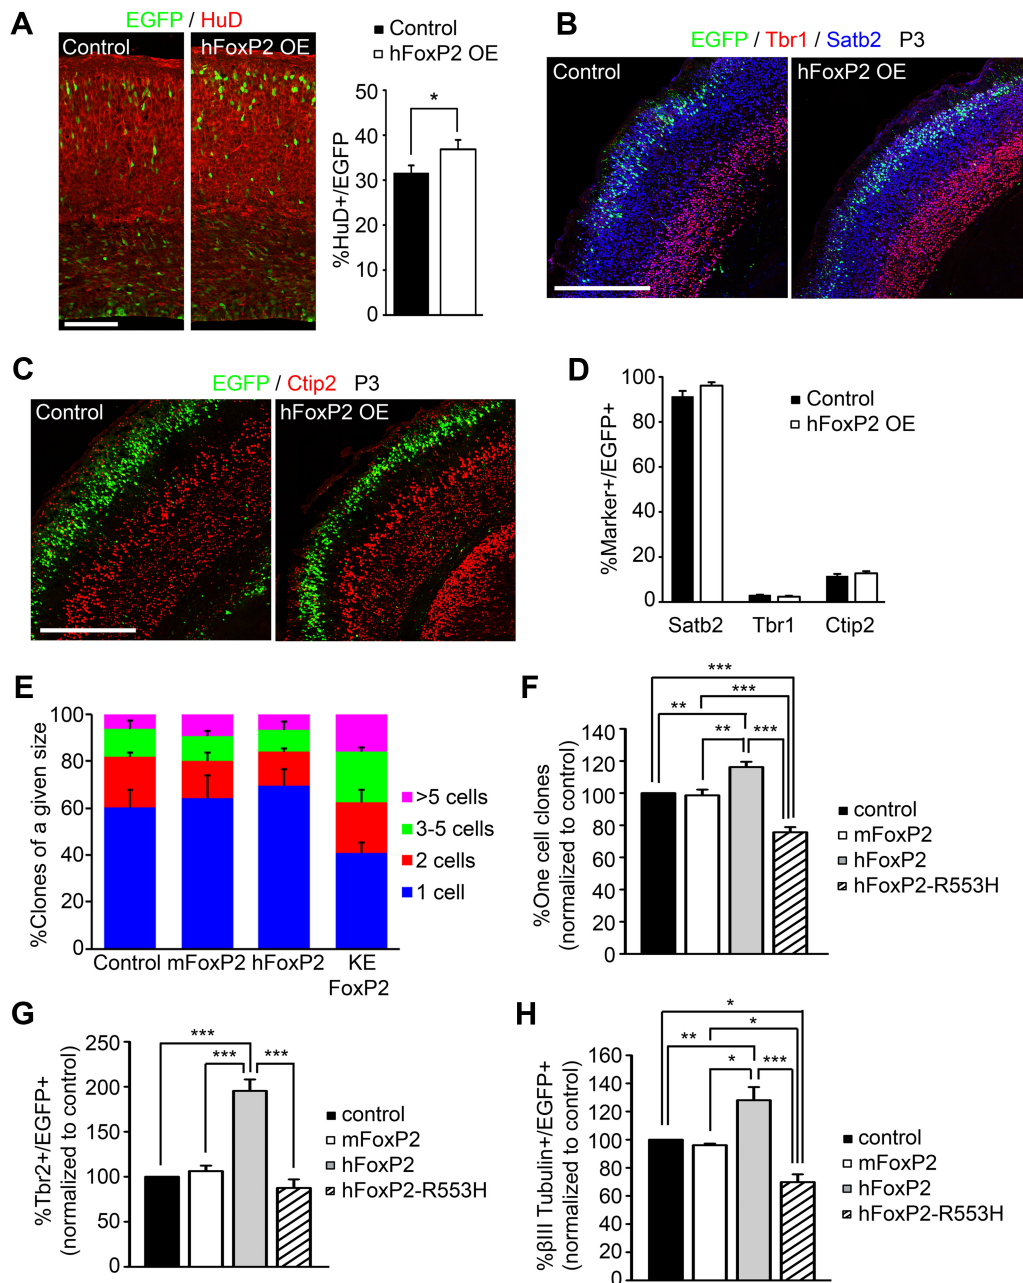 A
EGFP / HuD
Control
hFoxP2 OE
Control
hFoxP2 OE
%HuD+/EGFP
50
40
30
20
10
0
*
B
EGFP / Tbr1 / Satb2 P3
Control
hFoxP2 OE
C
EGFP / Ctip2 P3
Control
hFoxP2 OE
D
%Marker+/EGFP+
100
80
60
40
20
0
Control
hFoxP2 OE
Satb2 Tbr1 Ctip2
E
%Clones of a given size
100
80
60
40
20
0
>5 cells
3-5 cells
2 cells
1 cell
Control mFoxP2 hFoxP2 KE
FoxP2
F
%One cell clones
(normalized to control)
140
120
100
80
60
40
20
0
***
***
**
** ***
control
mFoxP2
hFoxP2
hFoxP2-R553H
G
%Tbr2+/EGFP+
(normalized to control)
250
200
150
100
50
0
***
*** ***
control
mFoxP2
hFoxP2
hFoxP2-R553H
H
%βIII Tubulin+/EGFP+
(normalized to control)
160
140
120
100
80
60
40
20
0
*
*
**
* ***
control
mFoxP2
hFoxP2
hFoxP2-R553H